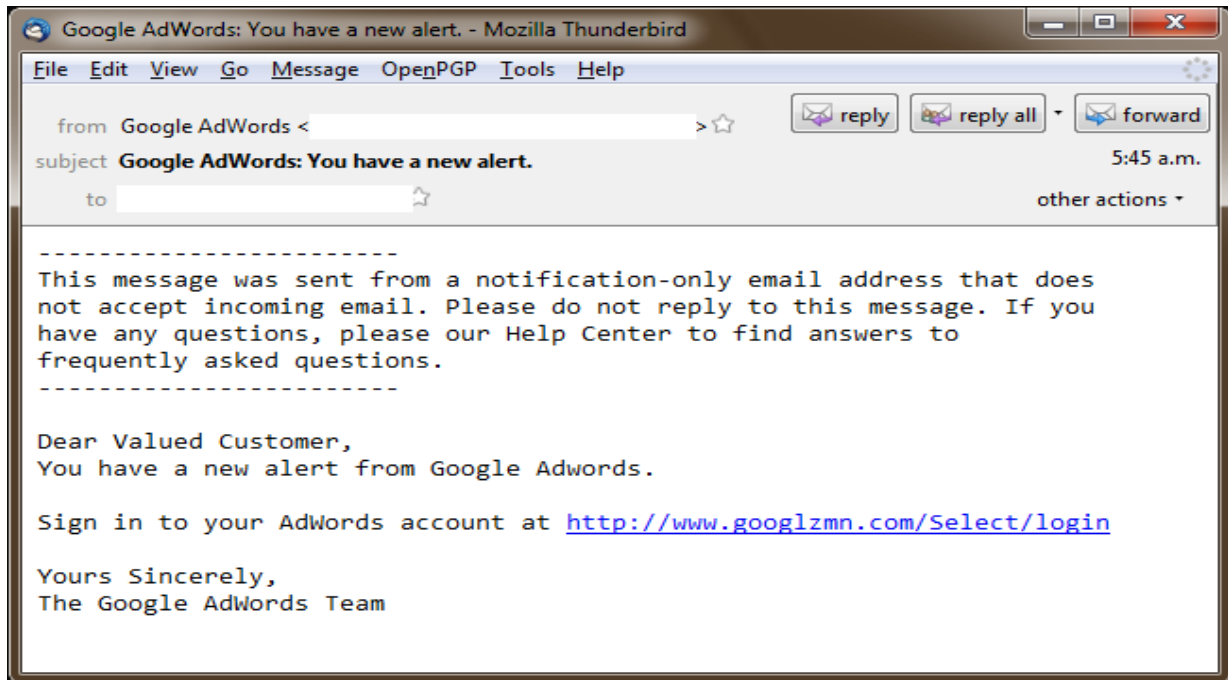 Google AdWords: You have a new alert. - Mozilla Thunderbird
File Edit View Go Message OpenPGP Tools Help
from Google AdWords < > reply reply all forward
subject Google AdWords: You have a new alert. 5:45 a.m.
to other actions
-------------------------
This message was sent from a notification-only email address that does
not accept incoming email. Please do not reply to this message. If you
have any questions, please our Help Center to find answers to
frequently asked questions.
-------------------------
Dear Valued Customer,
You have a new alert from Google Adwords.
Sign in to your AdWords account at http://www.googlzmn.com/Select/login
Yours Sincerely,
The Google AdWords Team